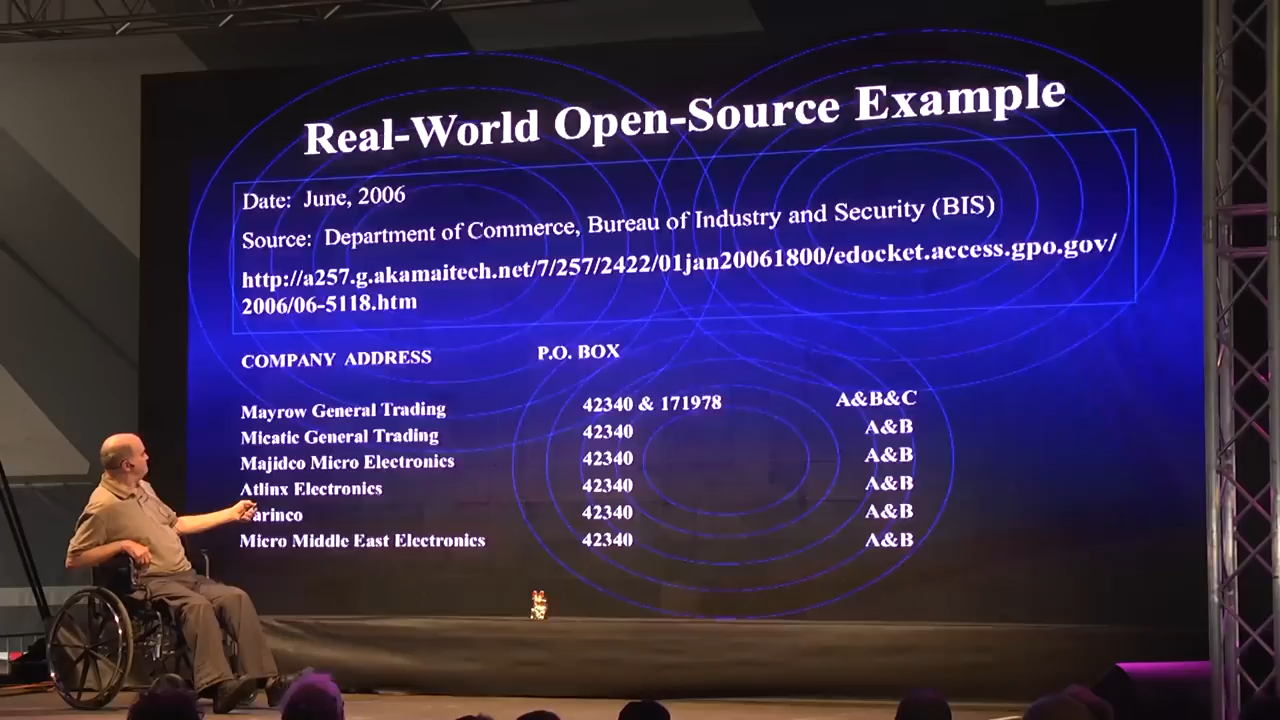 Real-World Open-Source Example
Date: June, 2006
Source: Department of Commerce, Bureau of Industry and Security (BIS)
http://a257.g.akamaitech.net/7/257/2422/01jan20061800/edocket.access.gpo.gov/
2006/06-5118.htm
COMPANY ADDRESS P.O. BOX
Mayrow General Trading 42340 & 171978 A&B&C
Micatic General Trading 42340 A&B
Majidco Micro Electronics 42340 A&B
Atlinx Electronics 42340 A&B
42340 A&B
Micro Middle East Electronics 42340 A&B